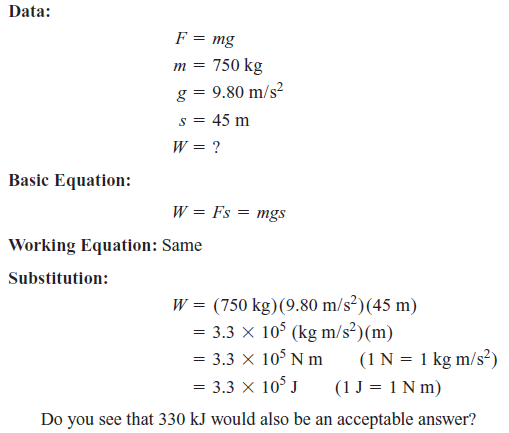 Data:
F = mg
m = 750 kg
g = 9.80 m/s²
s = 45 m
W = ?
Basic Equation:
W = Fs = mgs
Working Equation: Same
Substitution:
W = (750 kg)(9.80 m/s²)(45 m)
= 3.3 × 10⁵ (kg m/s²)(m)
= 3.3 × 10⁵ N m (1 N = 1 kg m/s²)
= 3.3 × 10⁵ J (1 J = 1 N m)
Do you see that 330 kJ would also be an acceptable answer?